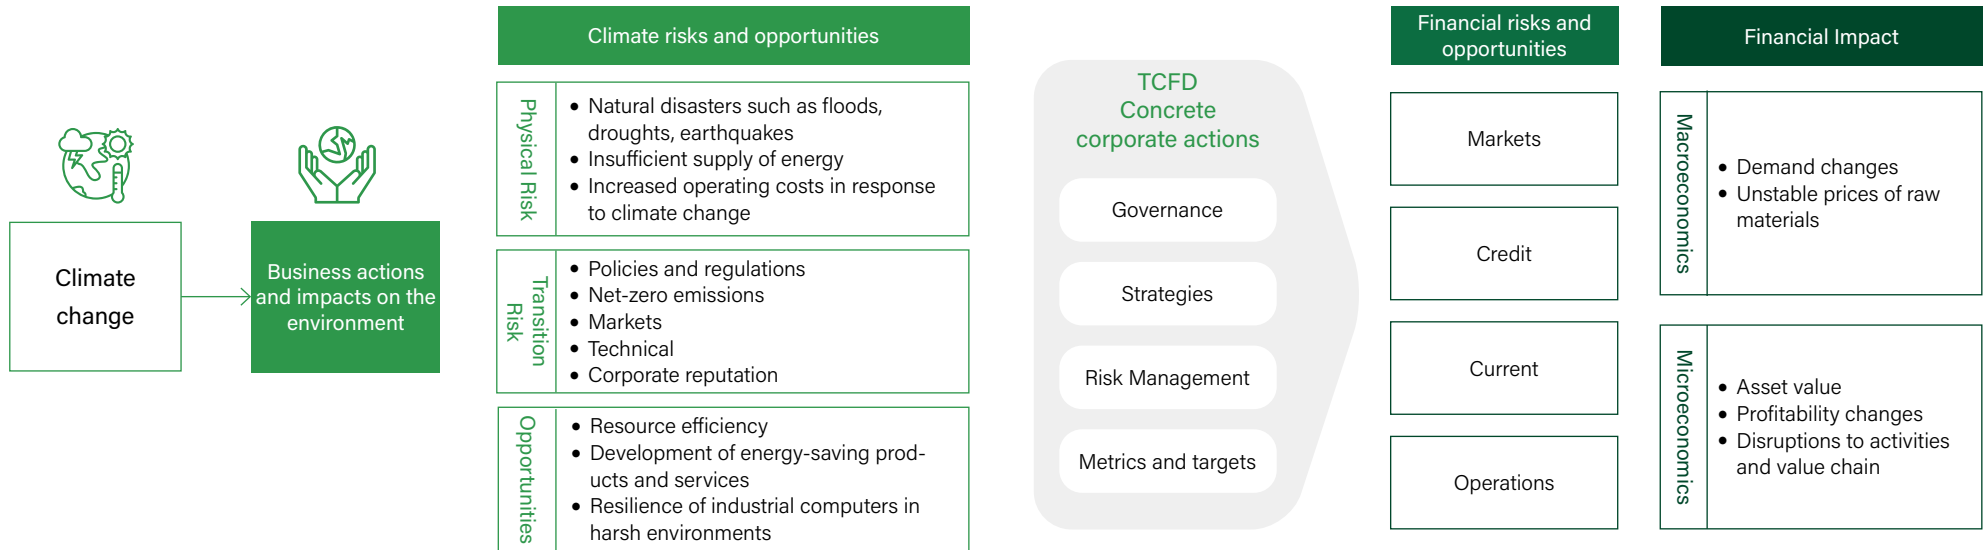 Climate
change
Business actions
and impacts on the
environment
Climate risks and opportunities
Physical Risk
• Natural disasters such as floods,
droughts, earthquakes
• Insufficient supply of energy
• Increased operating costs in response
to climate change
Transition
Risk
• Policies and regulations
• Net-zero emissions
• Markets
• Technical
• Corporate reputation
Opportunities
• Resource efficiency
• Development of energy-saving prod-
ucts and services
• Resilience of industrial computers in
harsh environments
TCFD
Concrete
corporate actions
Governance
Strategies
Risk Management
Metrics and targets
Financial risks and
opportunities
Markets
Credit
Current
Operations
Financial Impact
Macroeconomics
• Demand changes
• Unstable prices of raw
materials
Microeconomics
• Asset value
• Profitability changes
• Disruptions to activities
and value chain